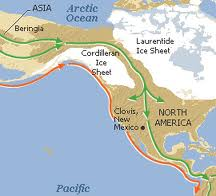 ASIA
Arctic
Ocean
Beringia
Cordilleran
Ice
Sheet
Laurentide
Ice Sheet
Clovis,
New
Mexico
NORTH
AMERICA
Pacific